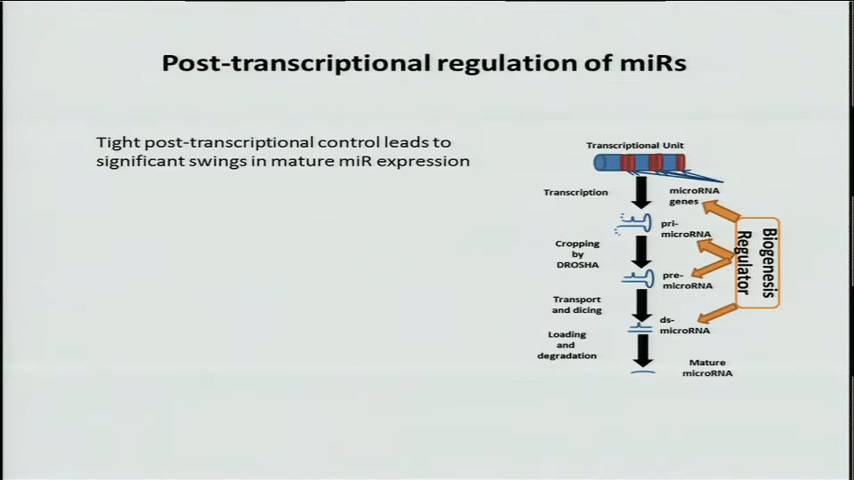 Post-transcriptional regulation of miRs
Tight post-transcriptional control leads to
significant swings in mature miR expression
Transcriptional Unit
Transcription
microRNA
genes
pri-
microRNA
Cropping
by
DROSHA
pre-
microRNA
Transport
and dicing
ds-
microRNA
Loading
and
degradation
Mature
microRNA
Biogenesis
Regulator